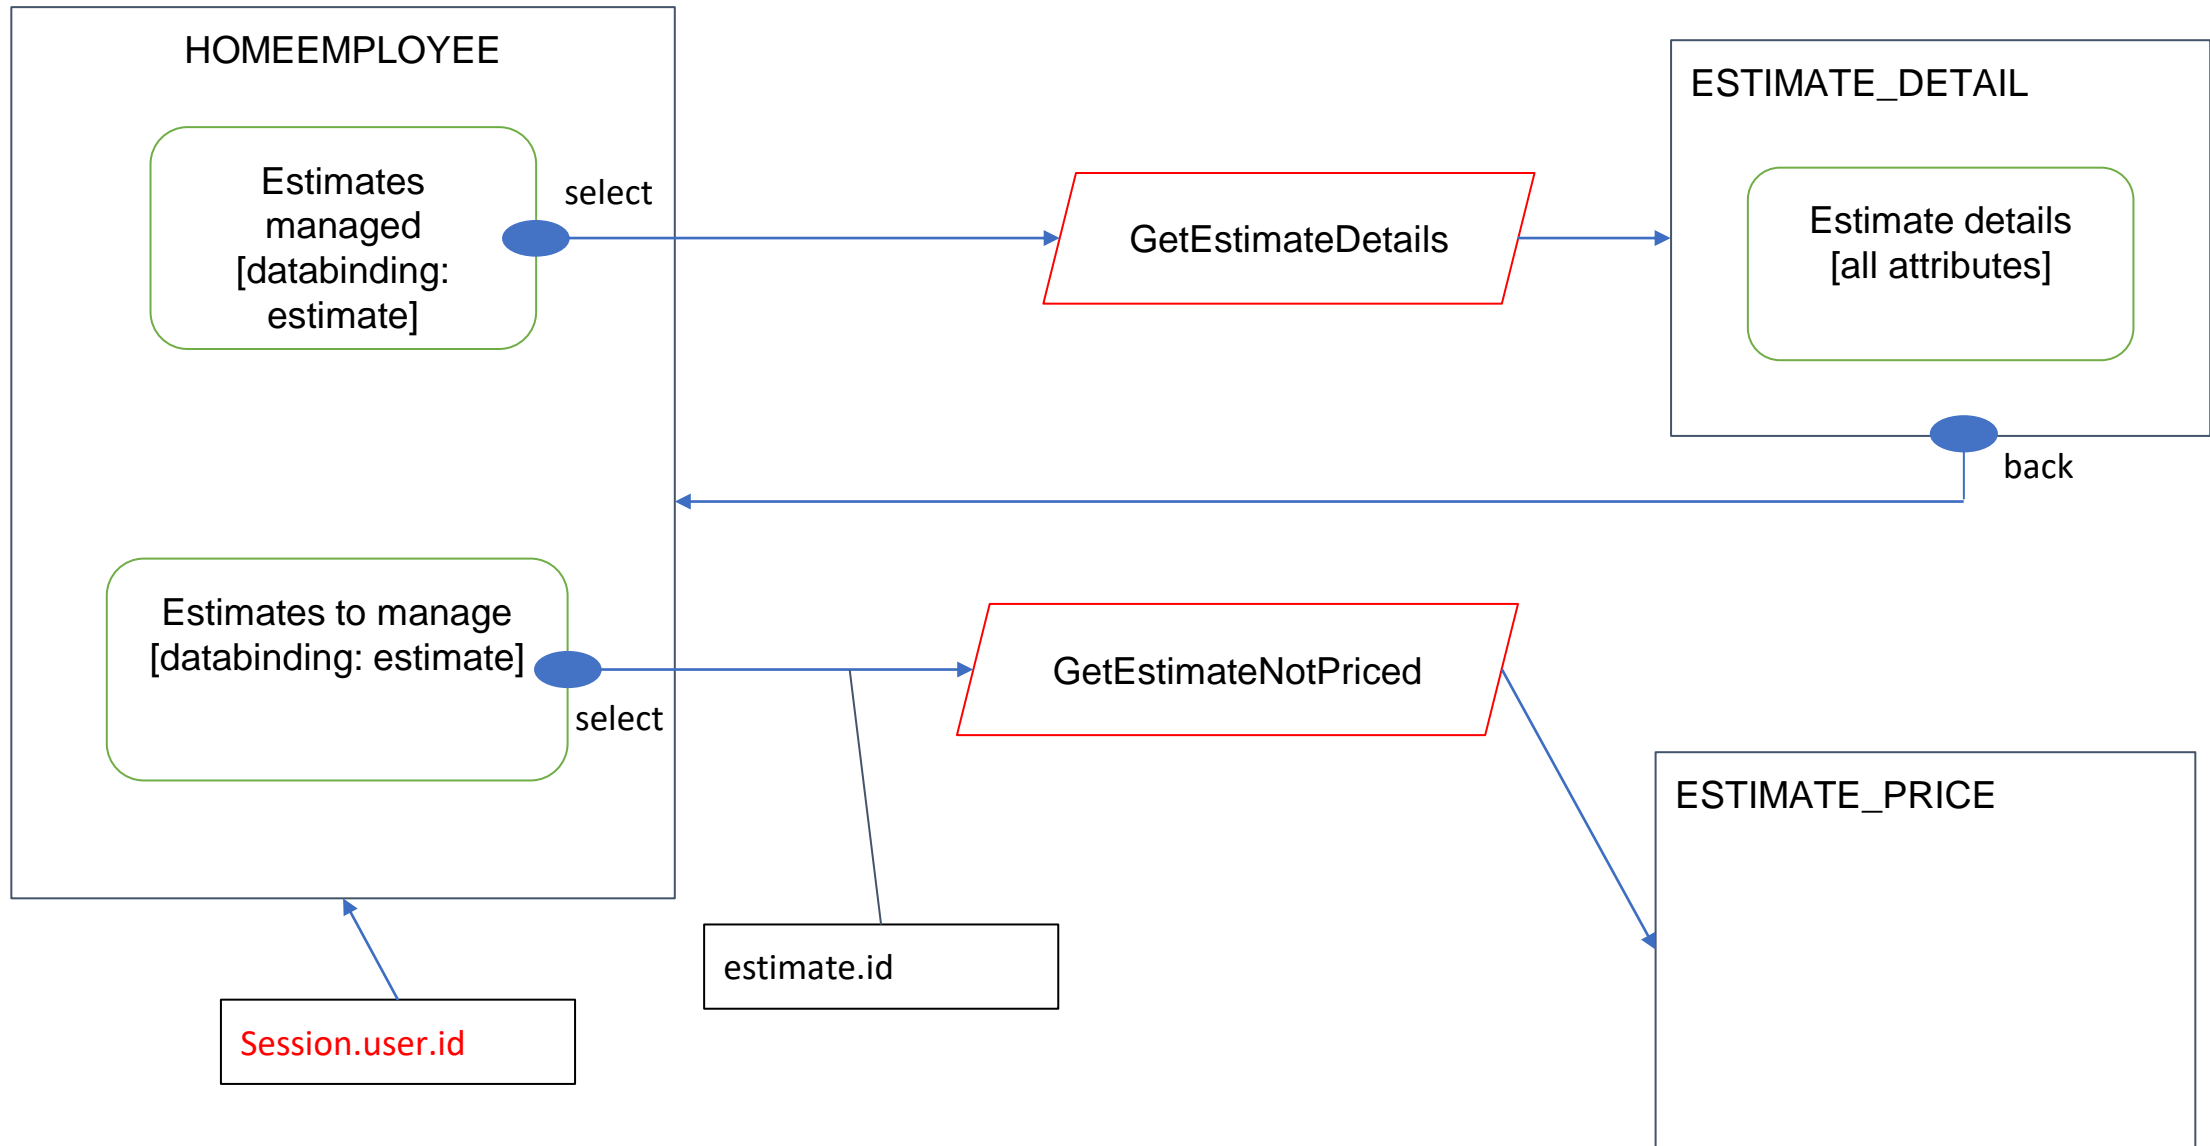 HOMEEMPLOYEE
Estimates
managed
[databinding:
estimate]
select
GetEstimateDetails
ESTIMATE_DETAIL
Estimate details
[all attributes]
back
Estimates to manage
[databinding: estimate]
select
GetEstimateNotPriced
ESTIMATE_PRICE
estimate.id
Session.user.id